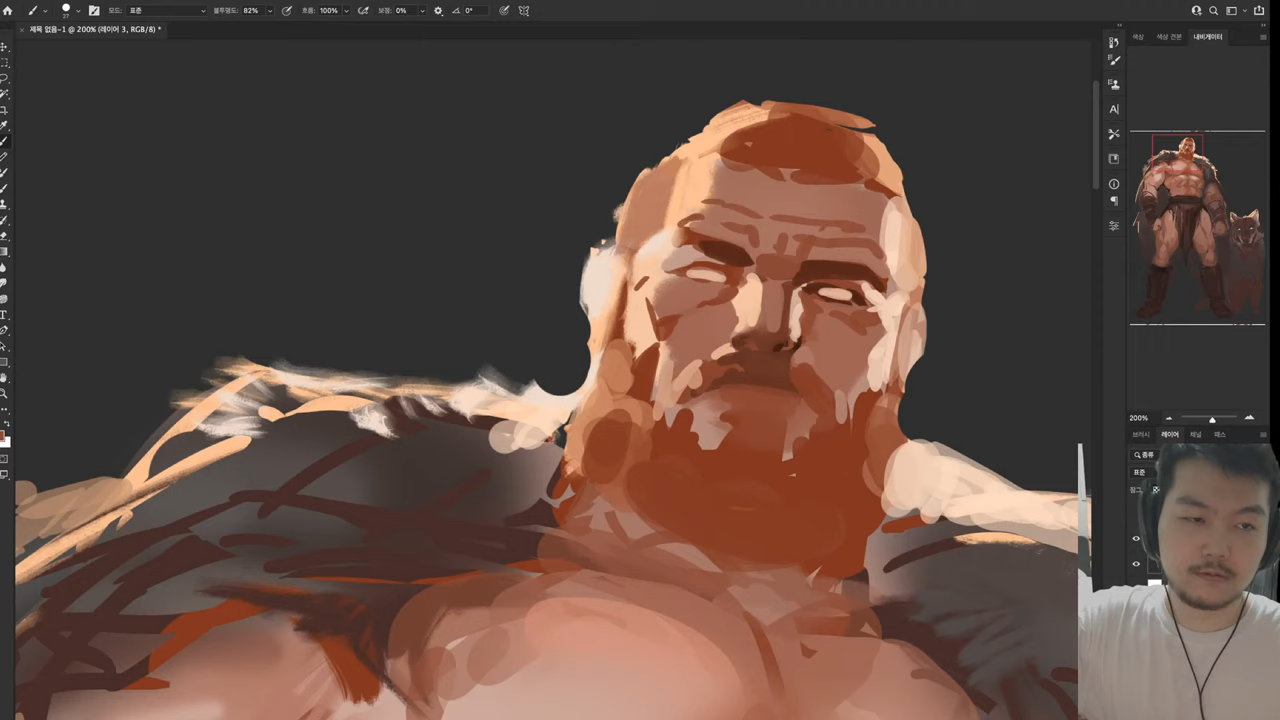 27
모드: 표준
불투명도: 82%
흐름: 100%
보정: 0%
0°
제목 없음-1 @ 200% (레이어 3, RGB/8) *
색상
색상 견본
내비게이터
200%
브러시
레이어
채널
패스
종류
표준